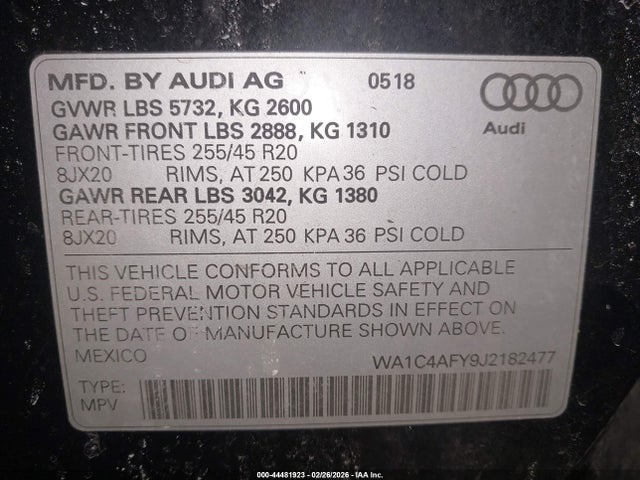 MFD. BY AUDI AG 0518
GVWR LBS 5732, KG 2600
GAWR FRONT LBS 2888, KG 1310
Audi
FRONT-TIRES 255/45 R20
8JX20 RIMS, AT 250 KPA 36 PSI COLD
GAWR REAR LBS 3042, KG 1380
REAR-TIRES 255/45 R20
8JX20 RIMS, AT 250 KPA 36 PSI COLD
THIS VEHICLE CONFORMS TO ALL APPLICABLE
U.S. FEDERAL MOTOR VEHICLE SAFETY AND
THEFT PREVENTION STANDARDS IN EFFECT ON
THE DATE OF MANUFACTURE SHOWN ABOVE.
MEXICO WA1C4AFY9J2182477
TYPE:
MPV
000-44481923 - 02/26/2026 - IAA Inc.